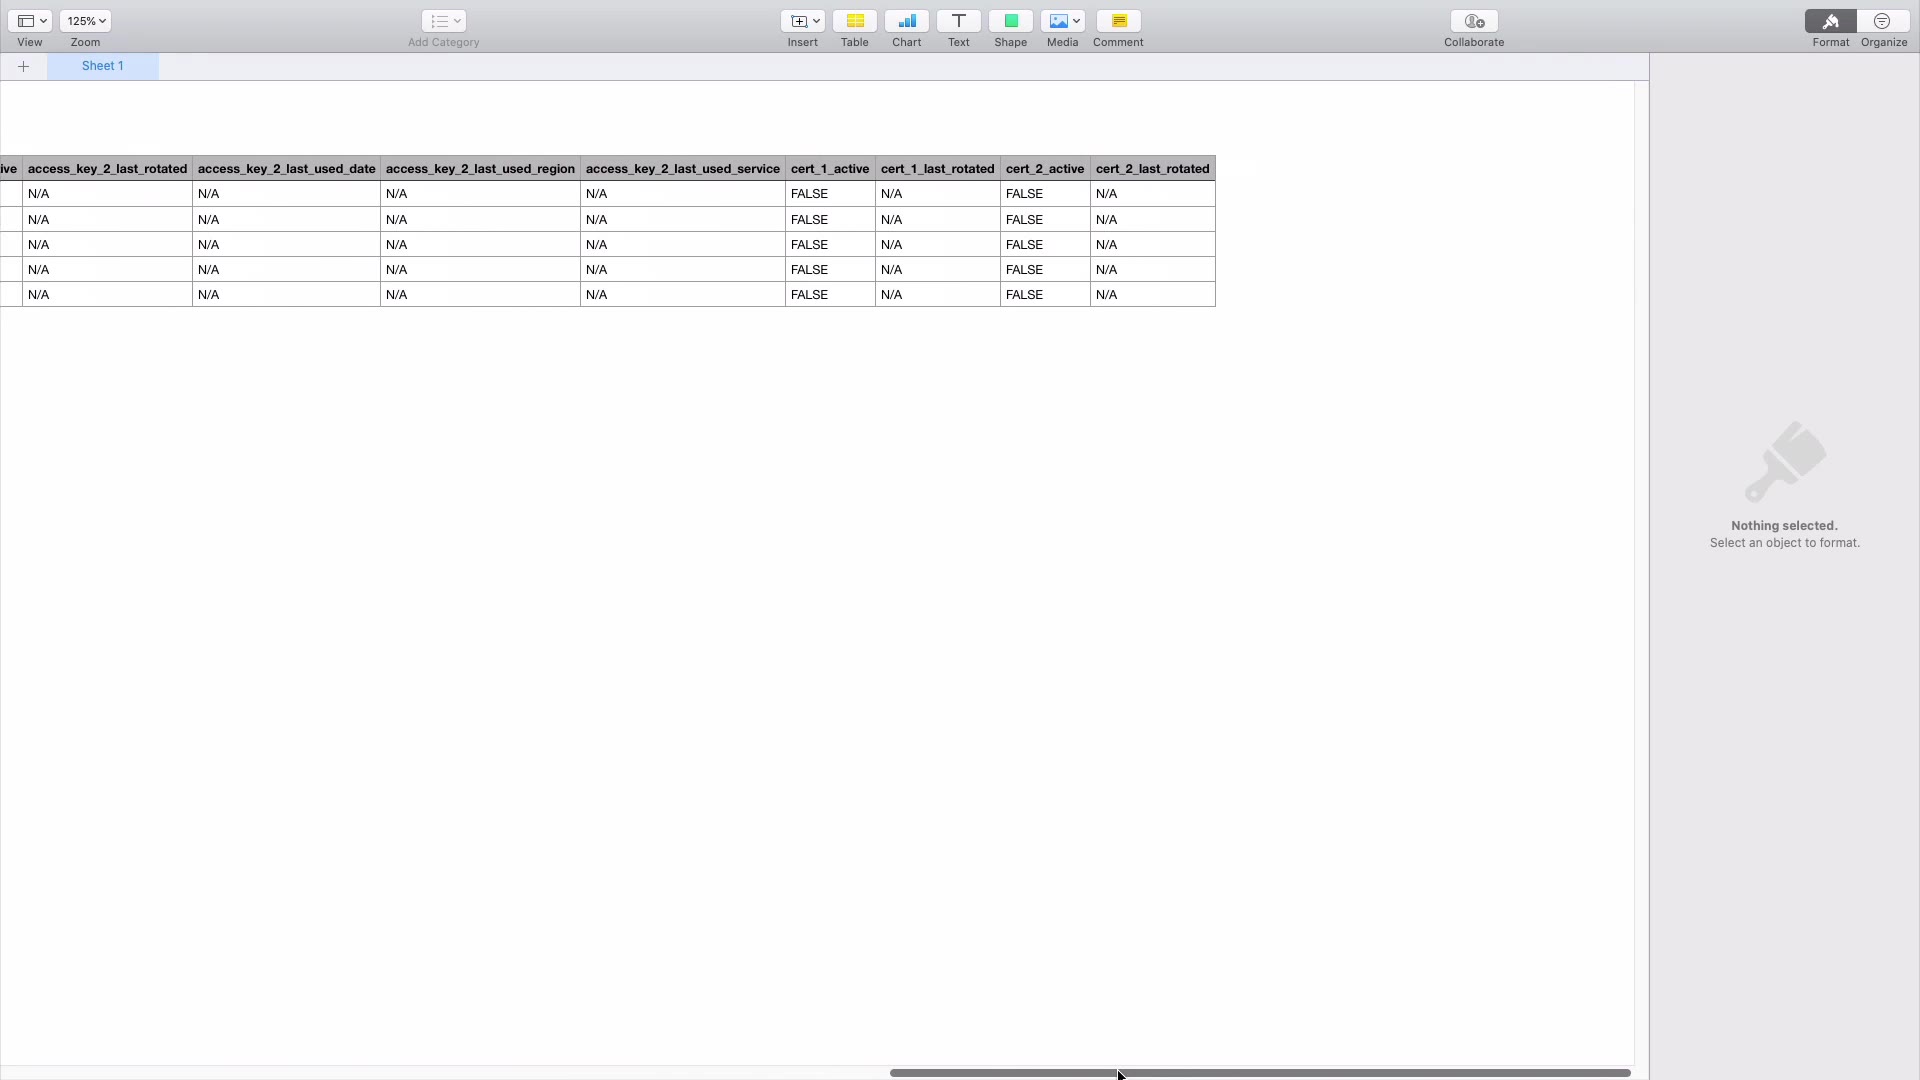 125%
View
Zoom
Add Category
Insert
Table
Chart
Text
Shape
Media
Comment
Collaborate
Format
Organize
Sheet 1
ive access_key_2_last_rotated access_key_2_last_used_date access_key_2_last_used_region access_key_2_last_used_service cert_1_active cert_1_last_rotated cert_2_active cert_2_last_rotated
N/A N/A N/A N/A FALSE N/A FALSE N/A
N/A N/A N/A N/A FALSE N/A FALSE N/A
N/A N/A N/A N/A FALSE N/A FALSE N/A
N/A N/A N/A N/A FALSE N/A FALSE N/A
N/A N/A N/A N/A FALSE N/A FALSE N/A
Nothing selected.
Select an object to format.